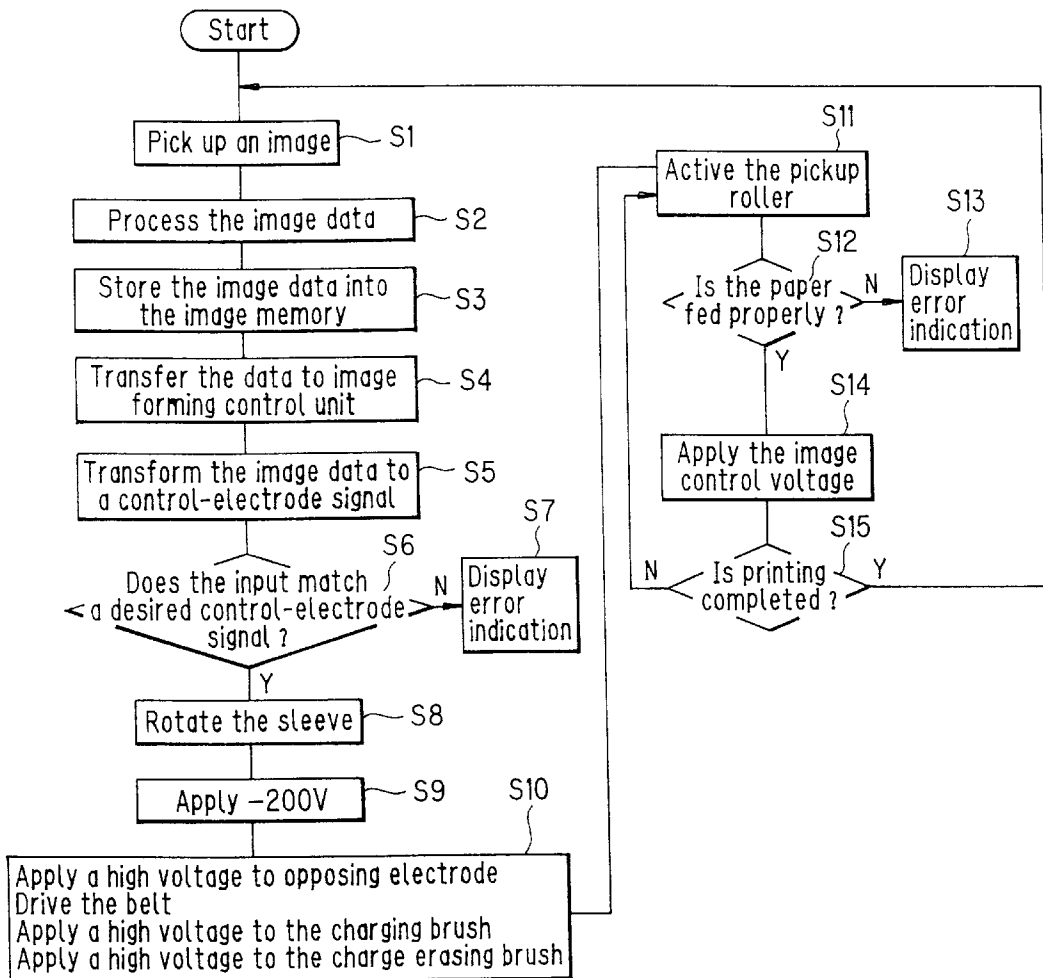 Start
Pick up an image
S1
Process the image data
S2
Store the image data into
the image memory
S3
Transfer the data to image
forming control unit
S4
Transform the image data to
a control-electrode signal
S5
S6
Does the input match
a desired control-electrode
signal ?
N
Y
S7
Display
error
indication
Rotate the sleeve
S8
Apply -200V
S9
S10
Apply a high voltage to opposing electrode
Drive the belt
Apply a high voltage to the charging brush
Apply a high voltage to the charge erasing brush
S11
Active the pickup
roller
S12
Is the paper
fed properly ?
N
Y
S13
Display
error
indication
S14
Apply the image
control voltage
S15
Is printing
completed ?
N
Y